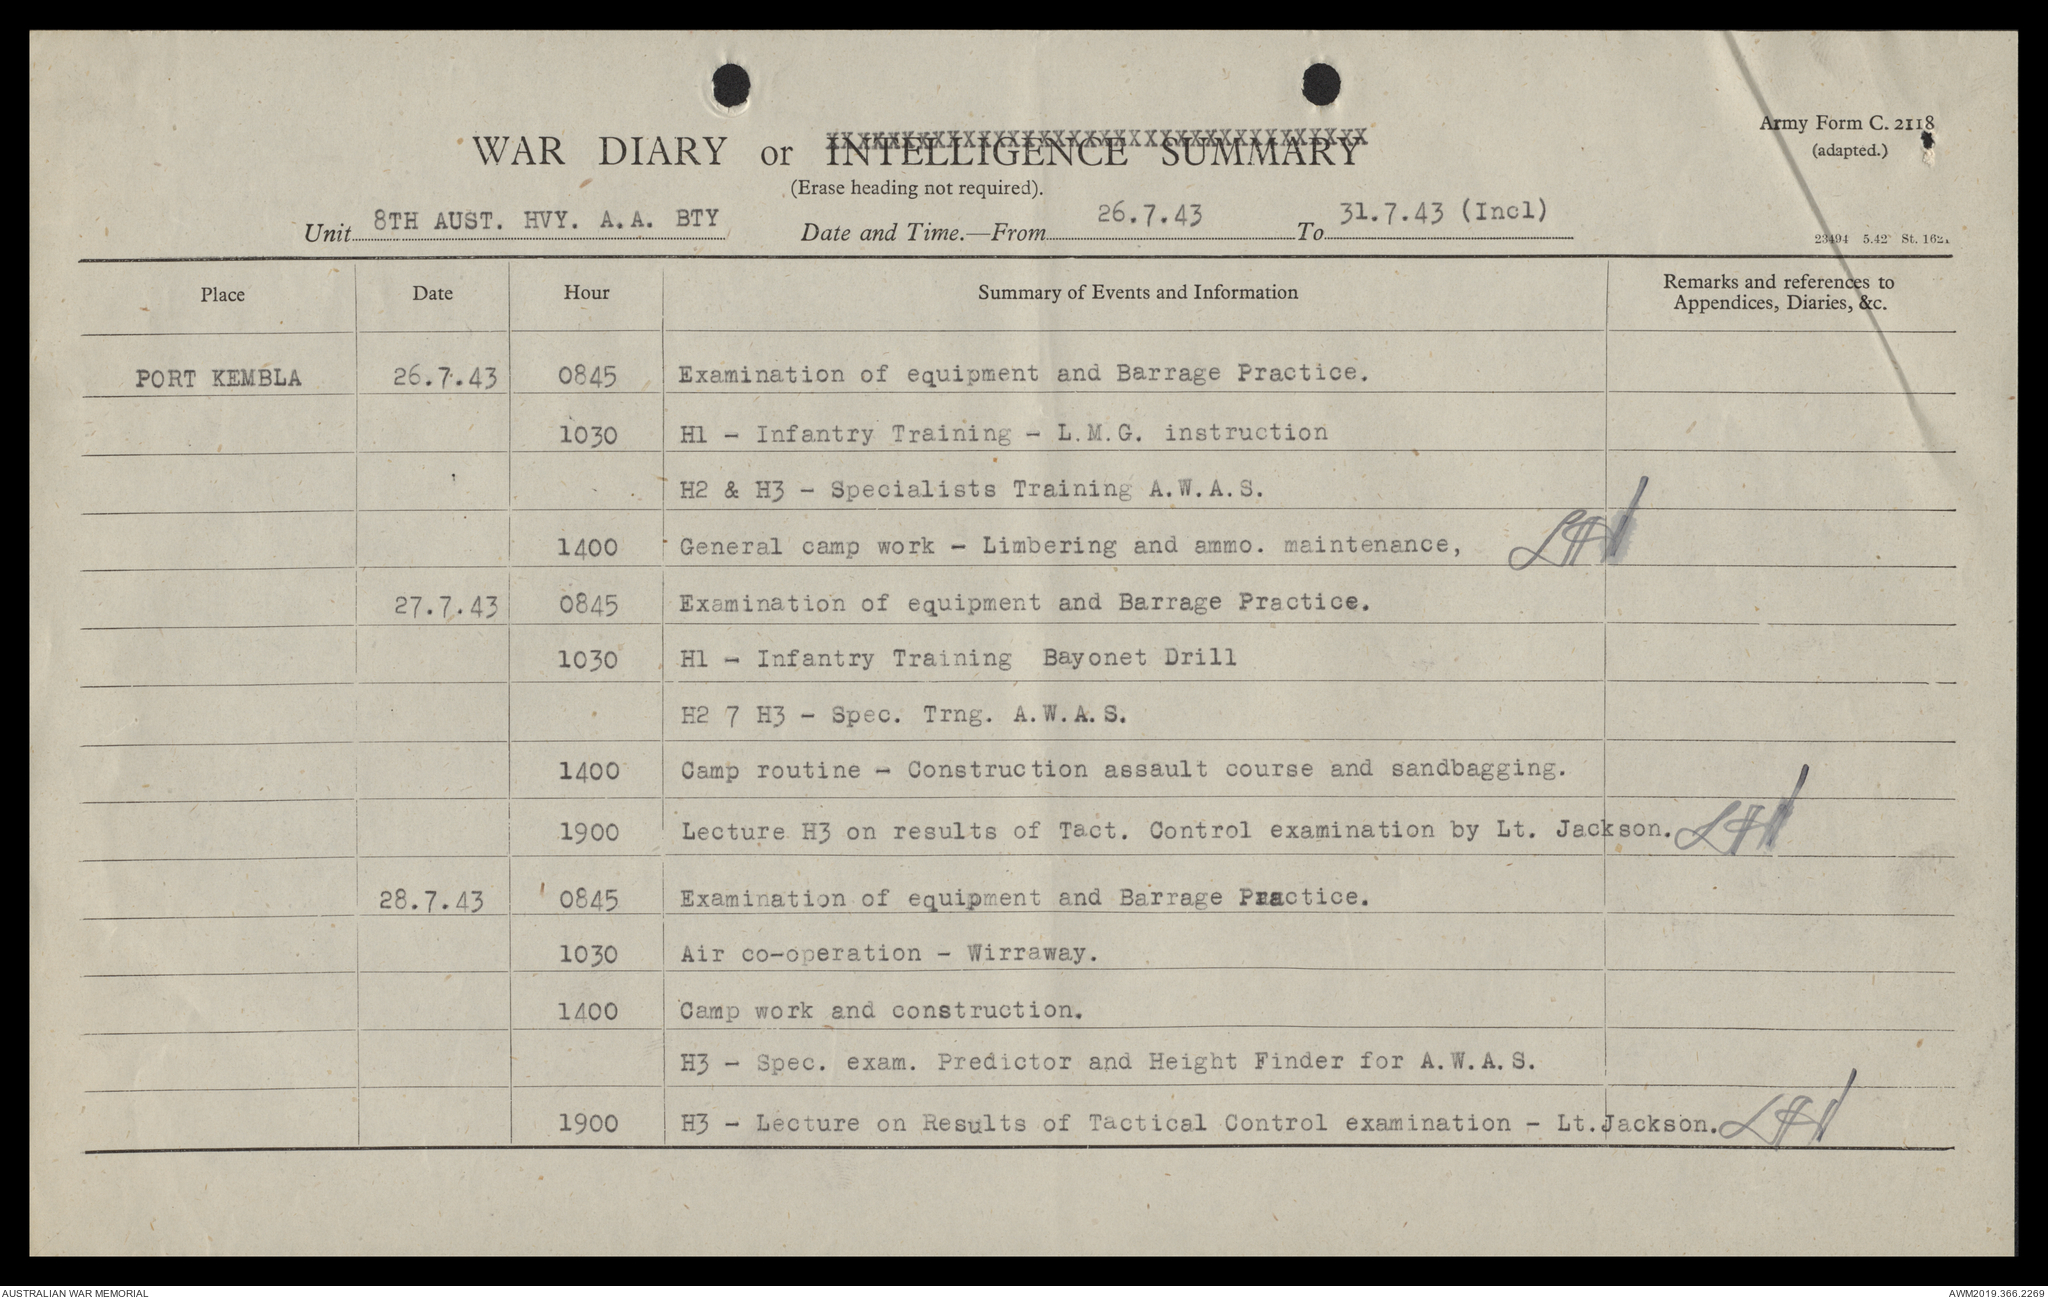 Army Form C. 2118
(adapted.)
WAR DIARY or INTELLIGENCE SUMMARY
(Erase heading not required).
Unit 8TH AUST. HVY. A.A. BTY Date and Time.—From 26.7.43 To 31.7.43 (Incl)
23494 5.42 St. 1621
Place Date Hour Summary of Events and Information Remarks and references to
Appendices, Diaries, &c.
PORT KEMBLA 26.7.43 0845 Examination of equipment and Barrage Practice.
1030 H1 - Infantry Training - L.M.G. instruction
H2 & H3 - Specialists Training A.W.A.S.
1400 General camp work - Limbering and ammo. maintenance,
27.7.43 0845 Examination of equipment and Barrage Practice.
1030 H1 - Infantry Training Bayonet Drill
H2 7 H3 - Spec. Trng. A.W.A.S.
1400 Camp routine - Construction assault course and sandbagging.
1900 Lecture H3 on results of Tact. Control examination by Lt. Jackson.
28.7.43 0845 Examination of equipment and Barrage Practice.
1030 Air co-operation - Wirraway.
1400 Camp work and construction.
H3 - Spec. exam. Predictor and Height Finder for A.W.A.S.
1900 H3 - Lecture on Results of Tactical Control examination - Lt.Jackson.
AUSTRALIAN WAR MEMORIAL AWM2019.366.2269